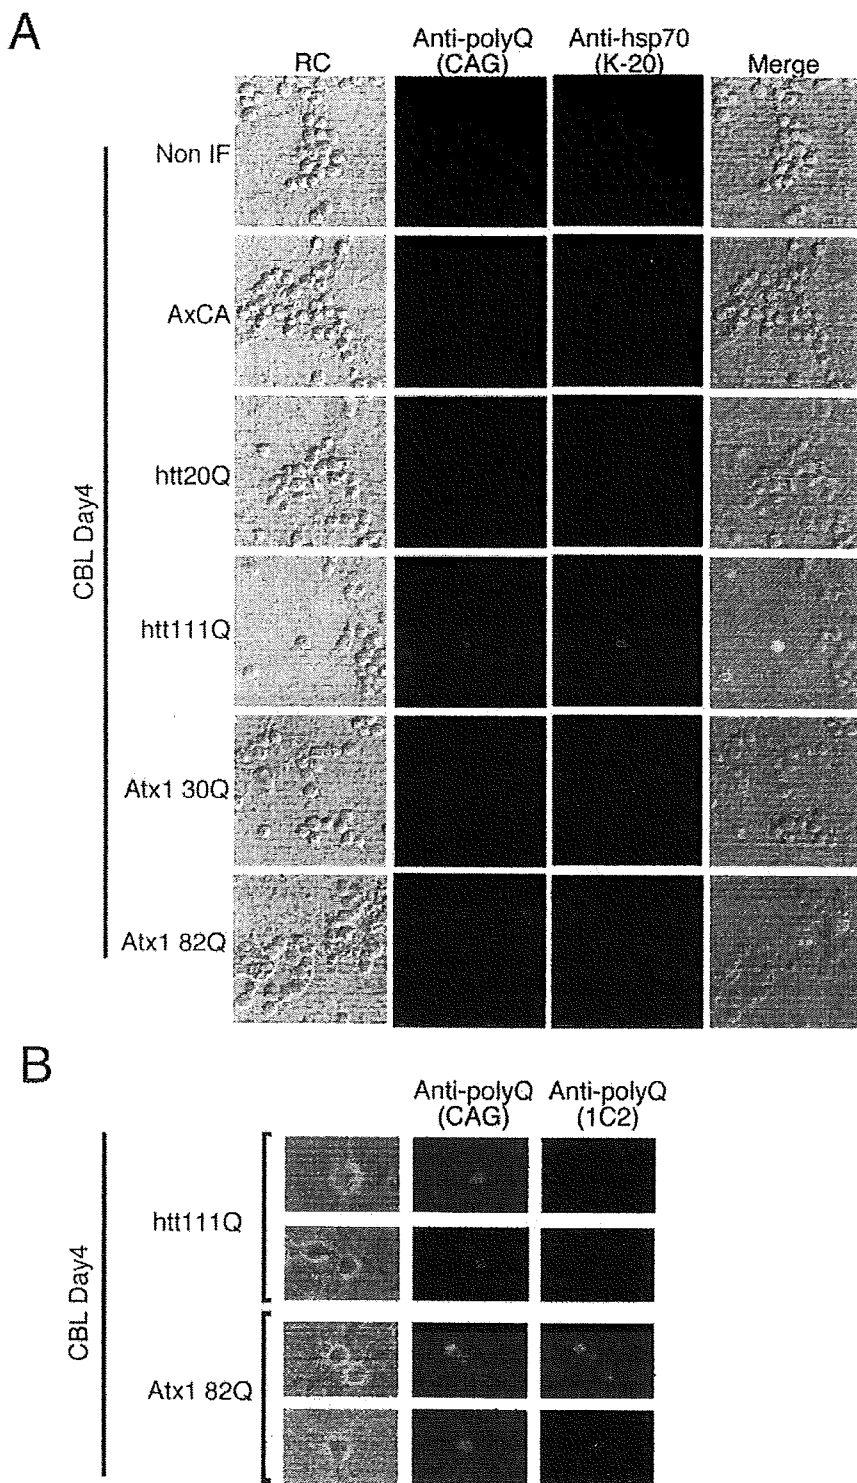 A
RC
Anti-polyQ
(CAG)
Anti-hsp70
(K-20)
Merge
CBL Day4
Non IF
AxCA
htt20Q
htt111Q
Atx1 30Q
Atx1 82Q
B
Anti-polyQ
(CAG)
Anti-polyQ
(1C2)
CBL Day4
htt111Q
Atx1 82Q